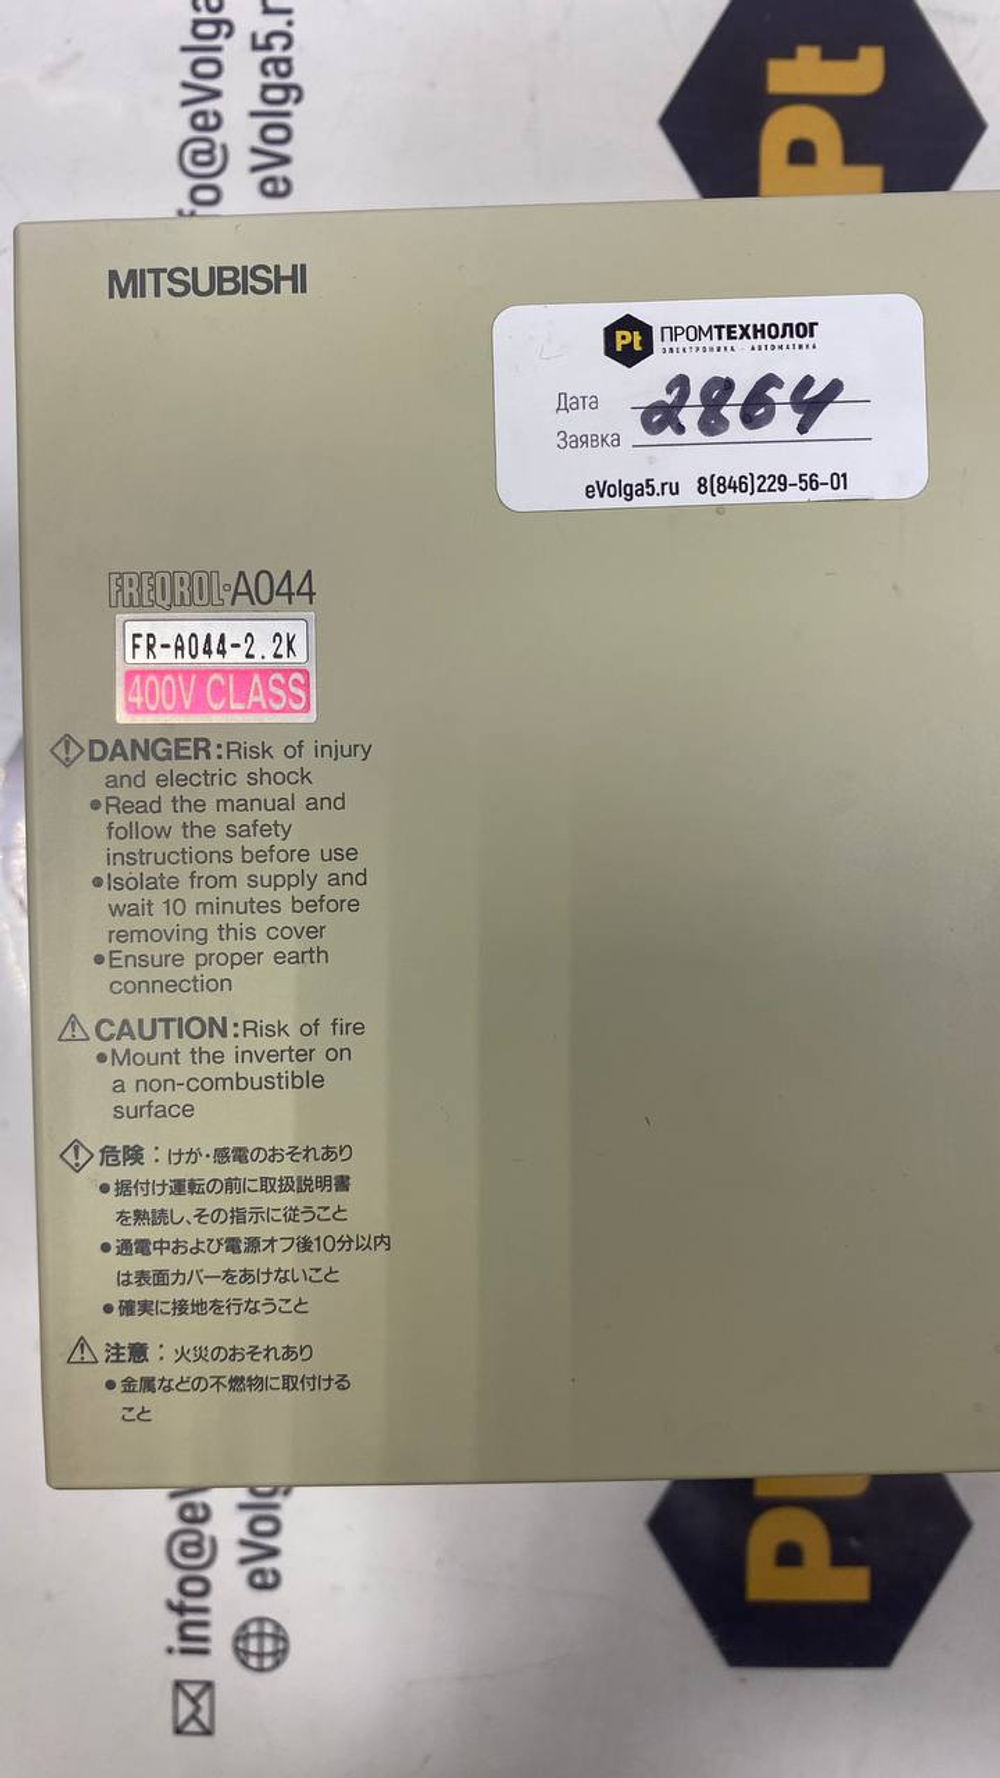 fo@eVolga
eVolga5.r
Pt
MITSUBISHI
Pt ПРОМТЕХНОЛОГ
ЭЛЕКТРОНИКА - АВТОМАТИКА
Дата
2864
Заявка
eVolga5.ru 8(846)229-56-01
FREQROL-A044
FR-A044-2.2K
400V CLASS
DANGER:Risk of injury
and electric shock
●Read the manual and
follow the safety
instructions before use
●Isolate from supply and
wait 10 minutes before
removing this cover
●Ensure proper earth
connection
CAUTION:Risk of fire
●Mount the inverter on
a non-combustible
surface
危険：けが・感電のおそれあり
●据付け運転の前に取扱説明書
を熟読し、その指示に従うこと
●通電中および電源オフ後10分以内
は表面カバーをあけないこと
●確実に接地を行なうこと
注意：火災のおそれあり
●金属などの不燃物に取付ける
こと
info@eV
eVolg
Pt